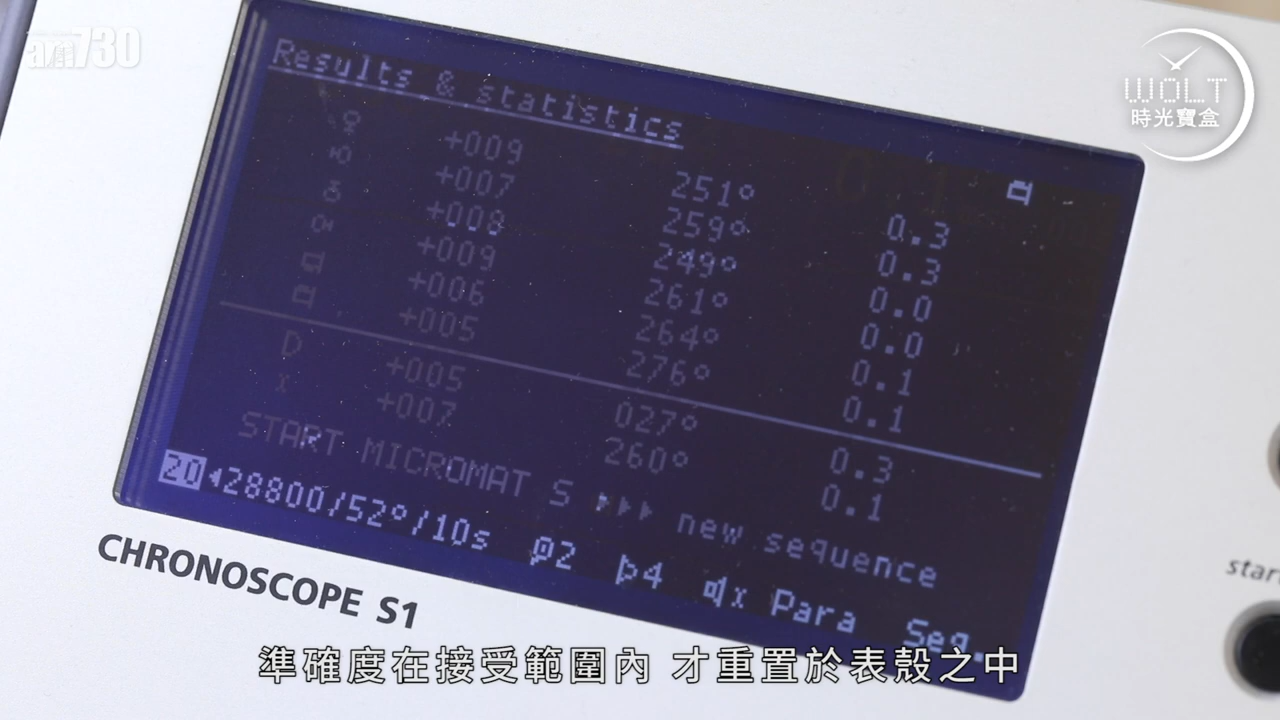 am730
WOLT
時光寶盒
Results & statistics
+009 251° 0.3
+007 259° 0.3
+008 249° 0.0
+009 261° 0.0
+006 264° 0.1
+005 276° 0.1
D +005 027° 0.3
x +007 260° 0.1
START MICROMAT S ▸▸▸ new sequence
20 ◂28800/52°/10s 2 4 x Para Seq.
CHRONOSCOPE S1
start
準確度在接受範圍內 才重置於表殼之中